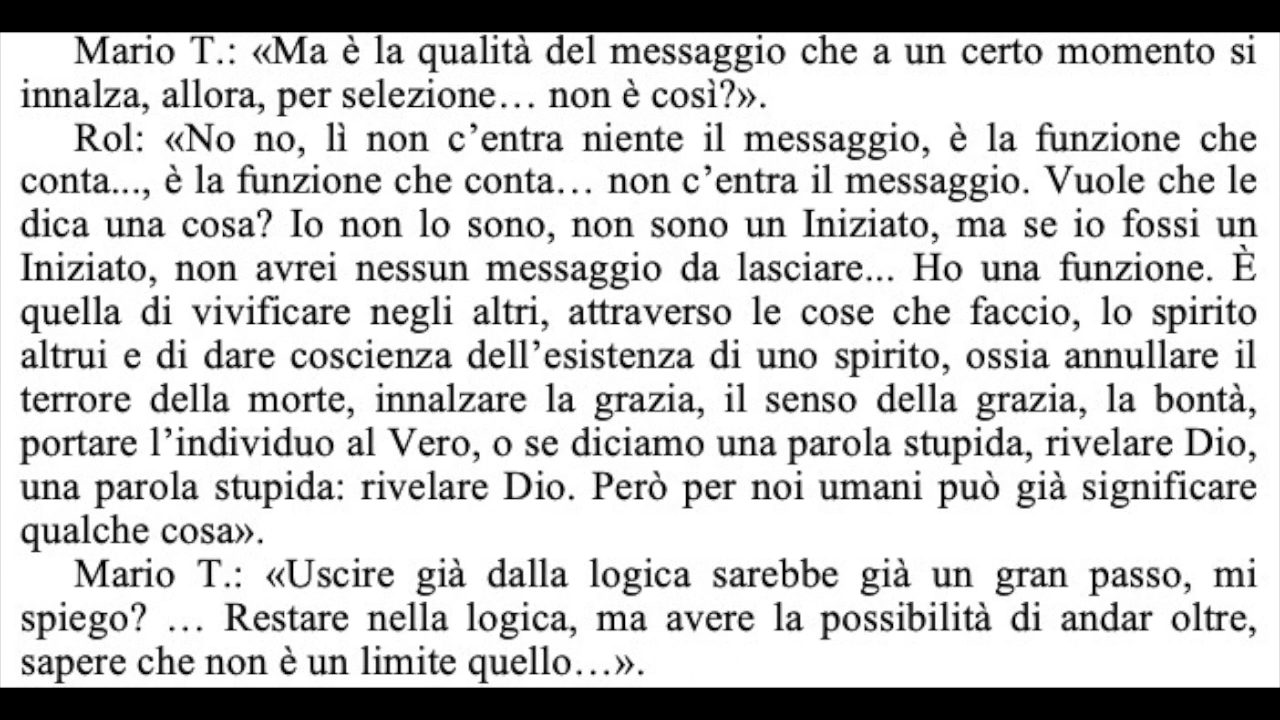 Mario T.: «Ma è la qualità del messaggio che a un certo momento si
innalza, allora, per selezione… non è così?».
Rol: «No no, lì non c’entra niente il messaggio, è la funzione che
conta..., è la funzione che conta… non c’entra il messaggio. Vuole che le
dica una cosa? Io non lo sono, non sono un Iniziato, ma se io fossi un
Iniziato, non avrei nessun messaggio da lasciare... Ho una funzione. È
quella di vivificare negli altri, attraverso le cose che faccio, lo spirito
altrui e di dare coscienza dell’esistenza di uno spirito, ossia annullare il
terrore della morte, innalzare la grazia, il senso della grazia, la bontà,
portare l’individuo al Vero, o se diciamo una parola stupida, rivelare Dio,
una parola stupida: rivelare Dio. Però per noi umani può già significare
qualche cosa».
Mario T.: «Uscire già dalla logica sarebbe già un gran passo, mi
spiego? … Restare nella logica, ma avere la possibilità di andar oltre,
sapere che non è un limite quello…».